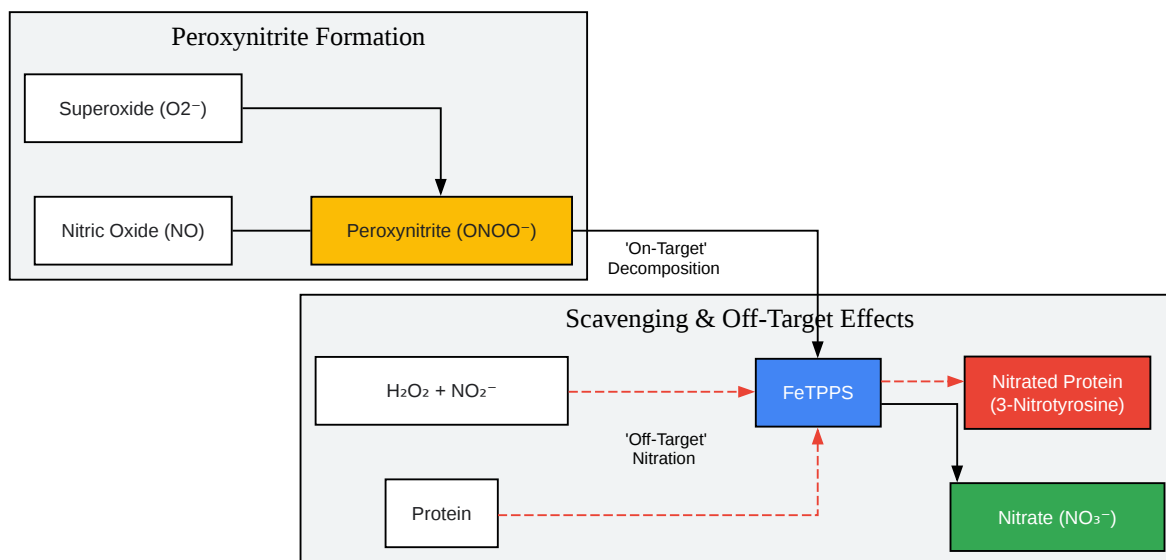 Peroxynitrite Formation
Superoxide (O2⁻)
Nitric Oxide (NO)
Peroxynitrite (ONOO⁻)
'On-Target'
Decomposition
Scavenging & Off-Target Effects
H₂O₂ + NO₂⁻
FeTPPS
Nitrated Protein
(3-Nitrotyrosine)
'Off-Target'
Nitration
Protein
Nitrate (NO₃⁻)